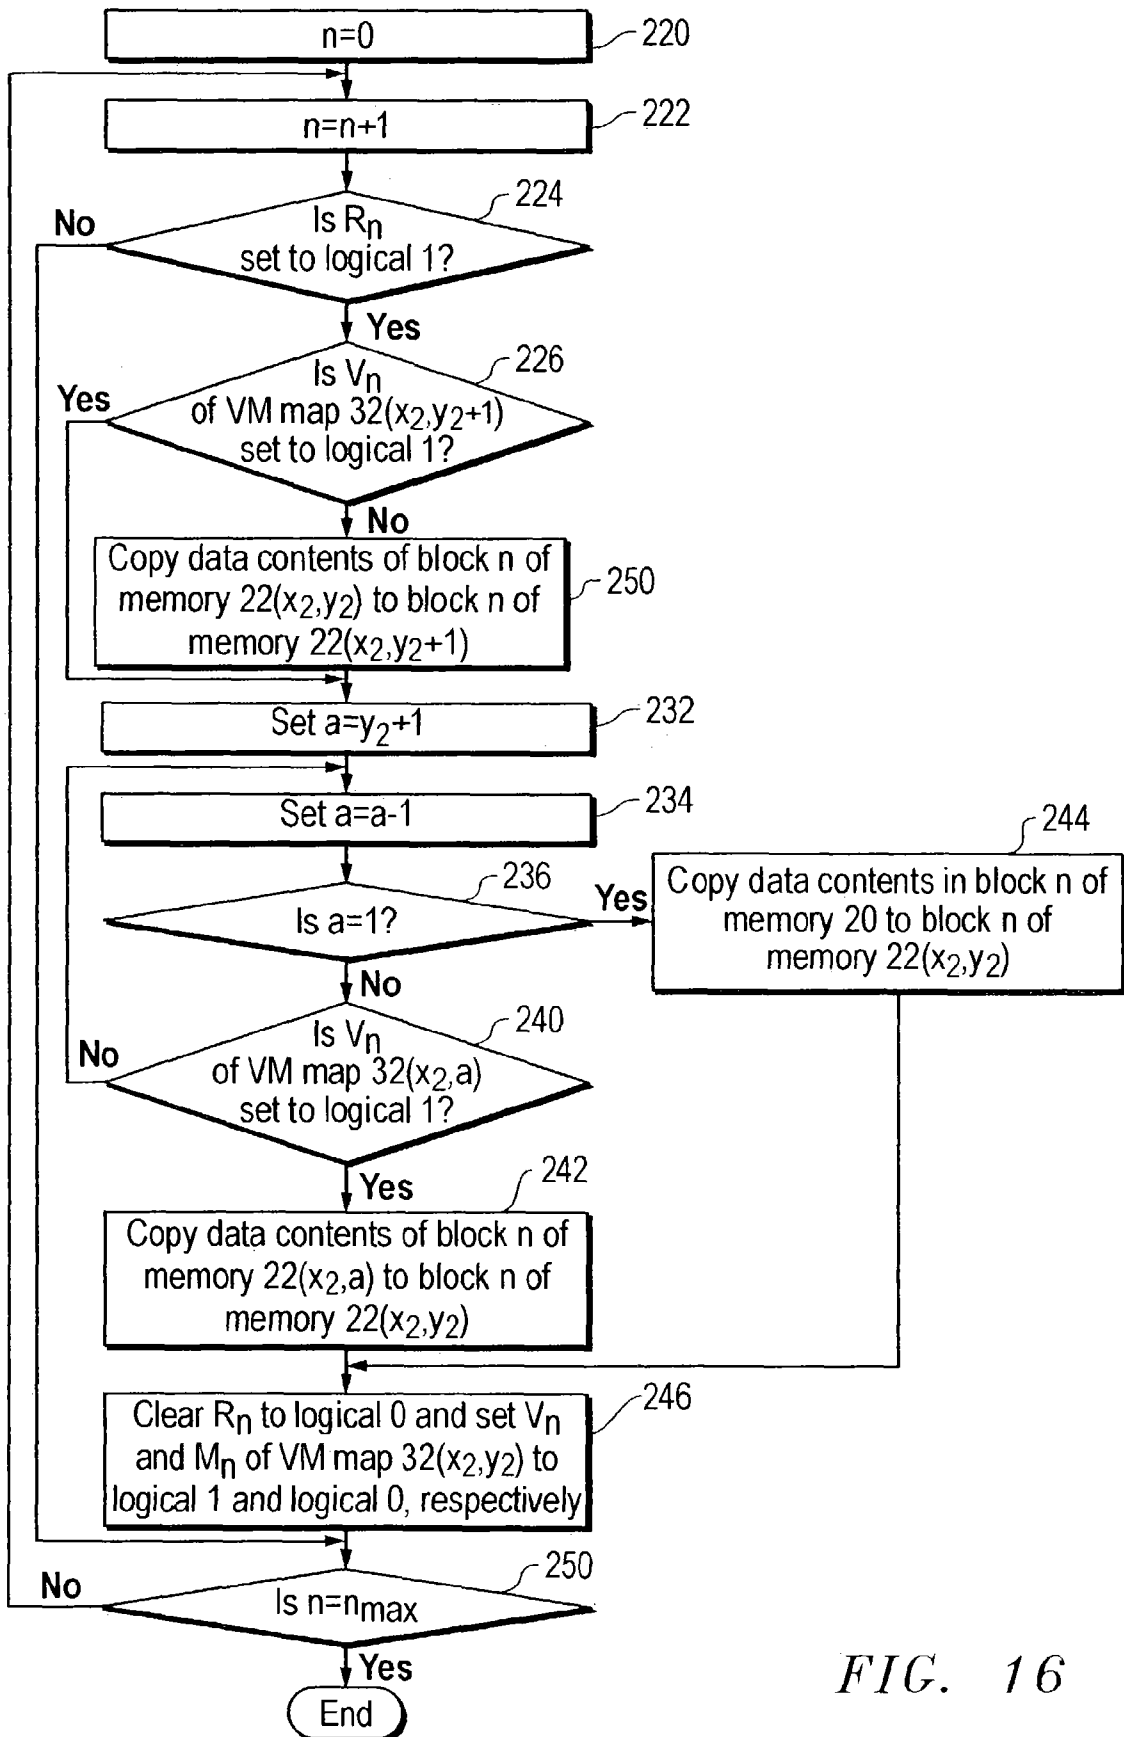 n=0
220
n=n+1
222
224
No
Is Rn
set to logical 1?
Yes
226
Yes
Is Vn
of VM map 32(x2,y2+1)
set to logical 1?
No
Copy data contents of block n of
memory 22(x2,y2) to block n of
memory 22(x2,y2+1)
250
Set a=y2+1
232
Set a=a-1
234
236
Is a=1?
Yes
244
Copy data contents in block n of
memory 20 to block n of
memory 22(x2,y2)
No
240
No
Is Vn
of VM map 32(x2,a)
set to logical 1?
Yes
242
Copy data contents of block n of
memory 22(x2,a) to block n of
memory 22(x2,y2)
246
Clear Rn to logical 0 and set Vn
and Mn of VM map 32(x2,y2) to
logical 1 and logical 0, respectively
250
No
Is n=nmax
Yes
End
FIG. 16